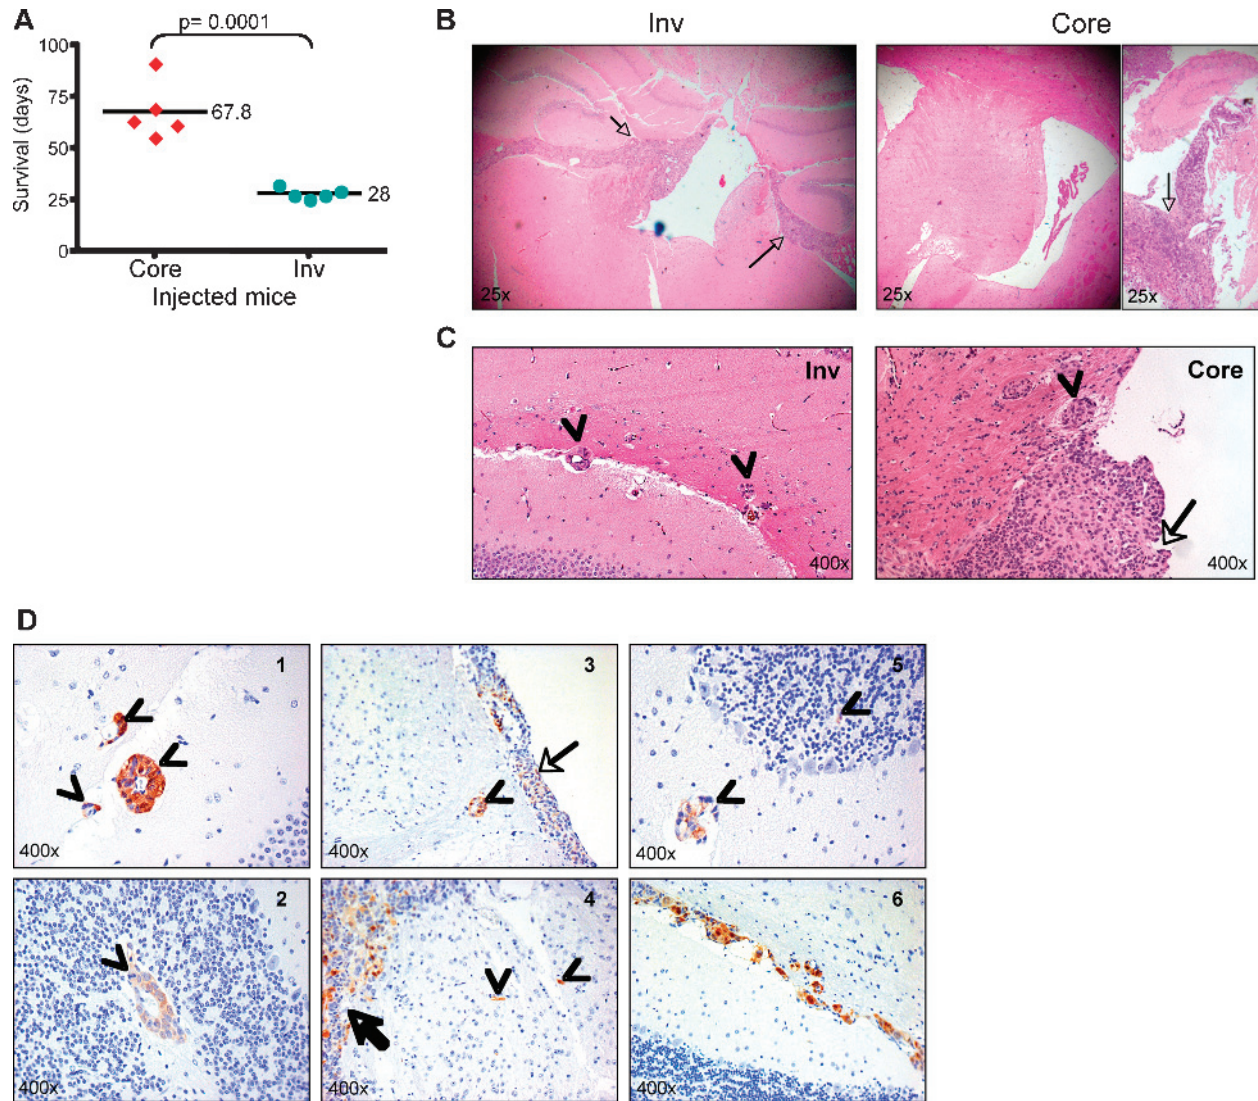 A
p= 0.0001
Survival (days)
100
75
50
25
0
67.8
28
Core
Inv
Injected mice
B
Inv
Core
25x
25x
25x
C
Inv
400x
Core
400x
D
1
400x
3
400x
5
400x
2
400x
4
400x
6
400x